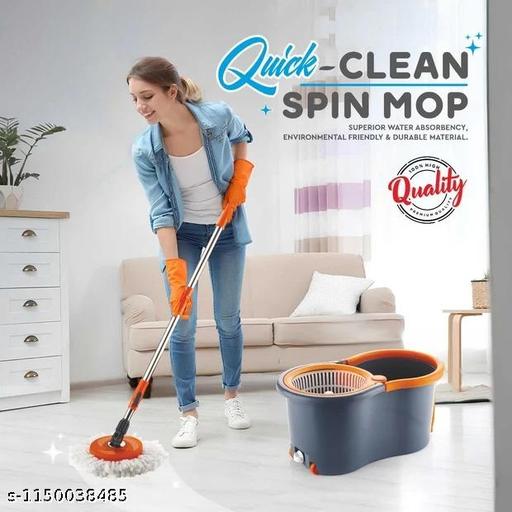 Quick-CLEAN
SPIN MOP
SUPERIOR WATER ABSORBENCY,
ENVIRONMENTAL FRIENDLY & DURABLE MATERIAL.
100% HIGH
Quality
PREMIUM QUALITY
s-1150038485